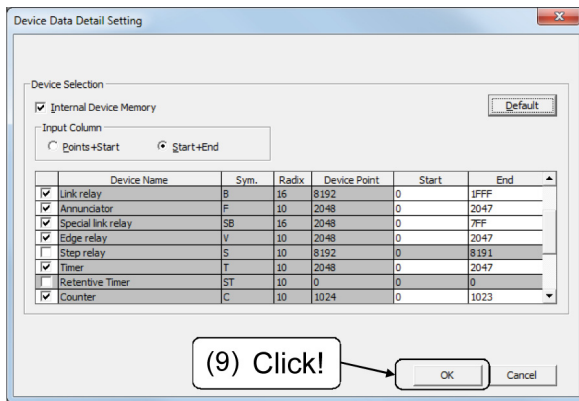 Device Data Detail Setting
Device Selection
Internal Device Memory
Default
Input Column
Points+Start
Start+End
Device Name Sym. Radix Device Point Start End
Link relay B 16 8192 0 1FFF
Annunciator F 10 2048 0 2047
Special link relay SB 16 2048 0 7FF
Edge relay V 10 2048 0 2047
Step relay S 10 8192 0 8191
Timer T 10 2048 0 2047
Retentive Timer ST 10 0 0 0
Counter C 10 1024 0 1023
(9) Click!
OK Cancel